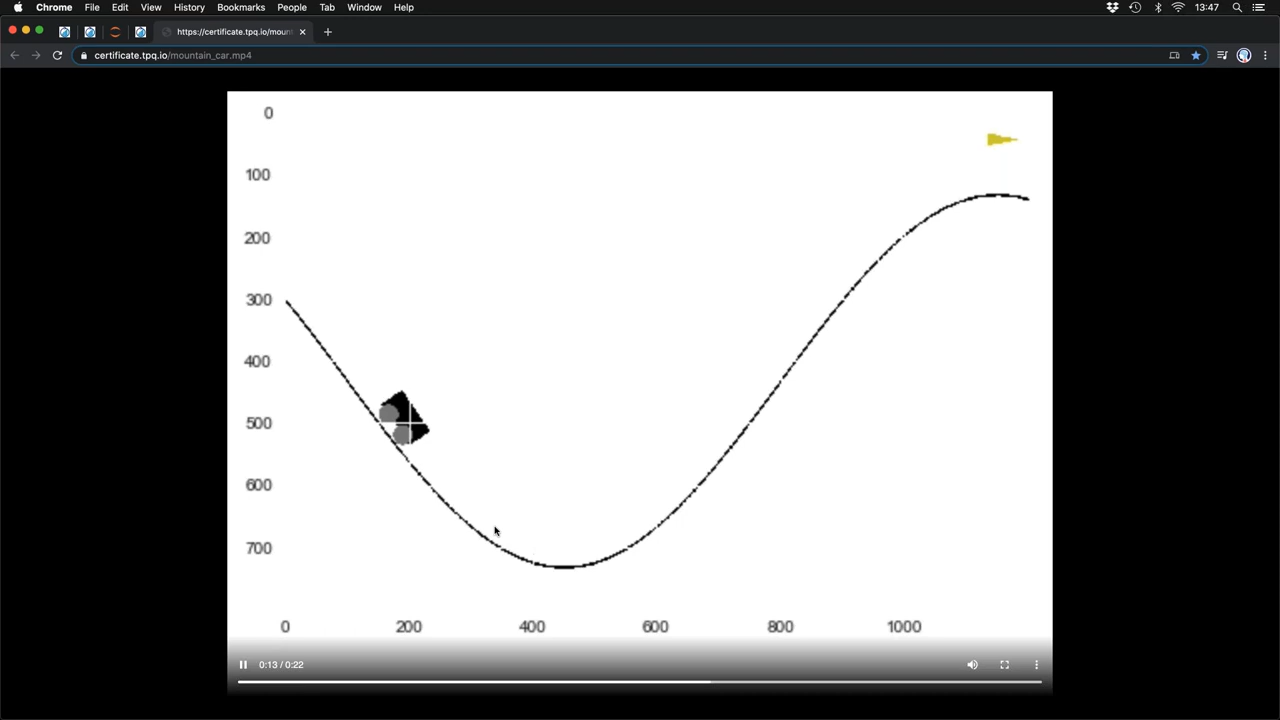 Chrome File Edit View History Bookmarks People Tab Window Help 13:47
https://certificate.tpq.io/mount
certificate.tpq.io/mountain_car.mp4
0
100
200
300
400
500
600
700
0 200 400 600 800 1000
0:13 / 0:22